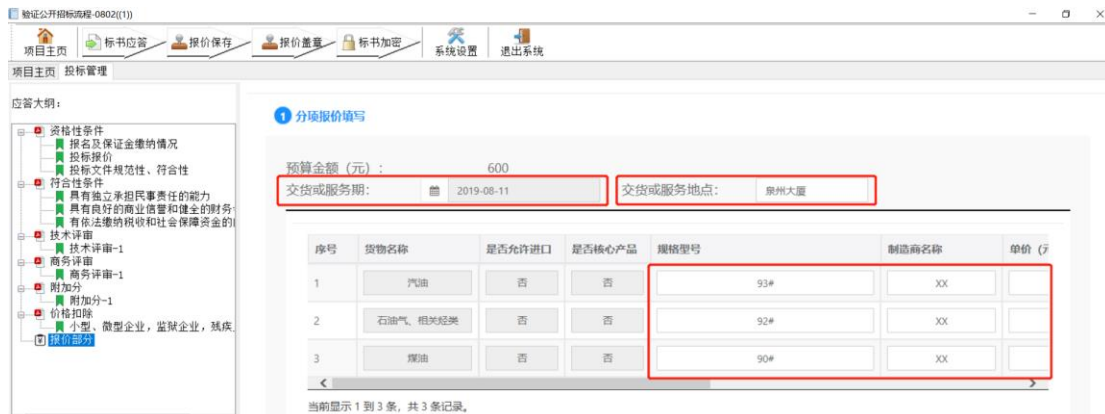 验证公开招标流程-0802((1))
项目主页 标书应答 报价保存 报价盖章 标书加密 系统设置 退出系统
项目主页 投标管理
应答大纲：
资格性条件
报名及保证金缴纳情况
投标报价
投标文件规范性、符合性
符合性条件
具有独立承担民事责任的能力
具有良好的商业信誉和健全的财务
有依法缴纳税收和社会保障资金的
技术评审
技术评审-1
商务评审
商务评审-1
附加分
附加分-1
价格扣除
小型、微型企业，监狱企业，残疾
报价部分
1 分项报价填写
预算金额（元）： 600
交货或服务期： 2019-08-11 交货或服务地点： 泉州大厦
序号 货物名称 是否允许进口 是否核心产品 规格型号 制造商名称 单价（元
1 汽油 否 否 93# XX
2 石油气、相关烃类 否 否 92# XX
3 煤油 否 否 90# XX
当前显示 1 到 3 条，共 3 条记录。